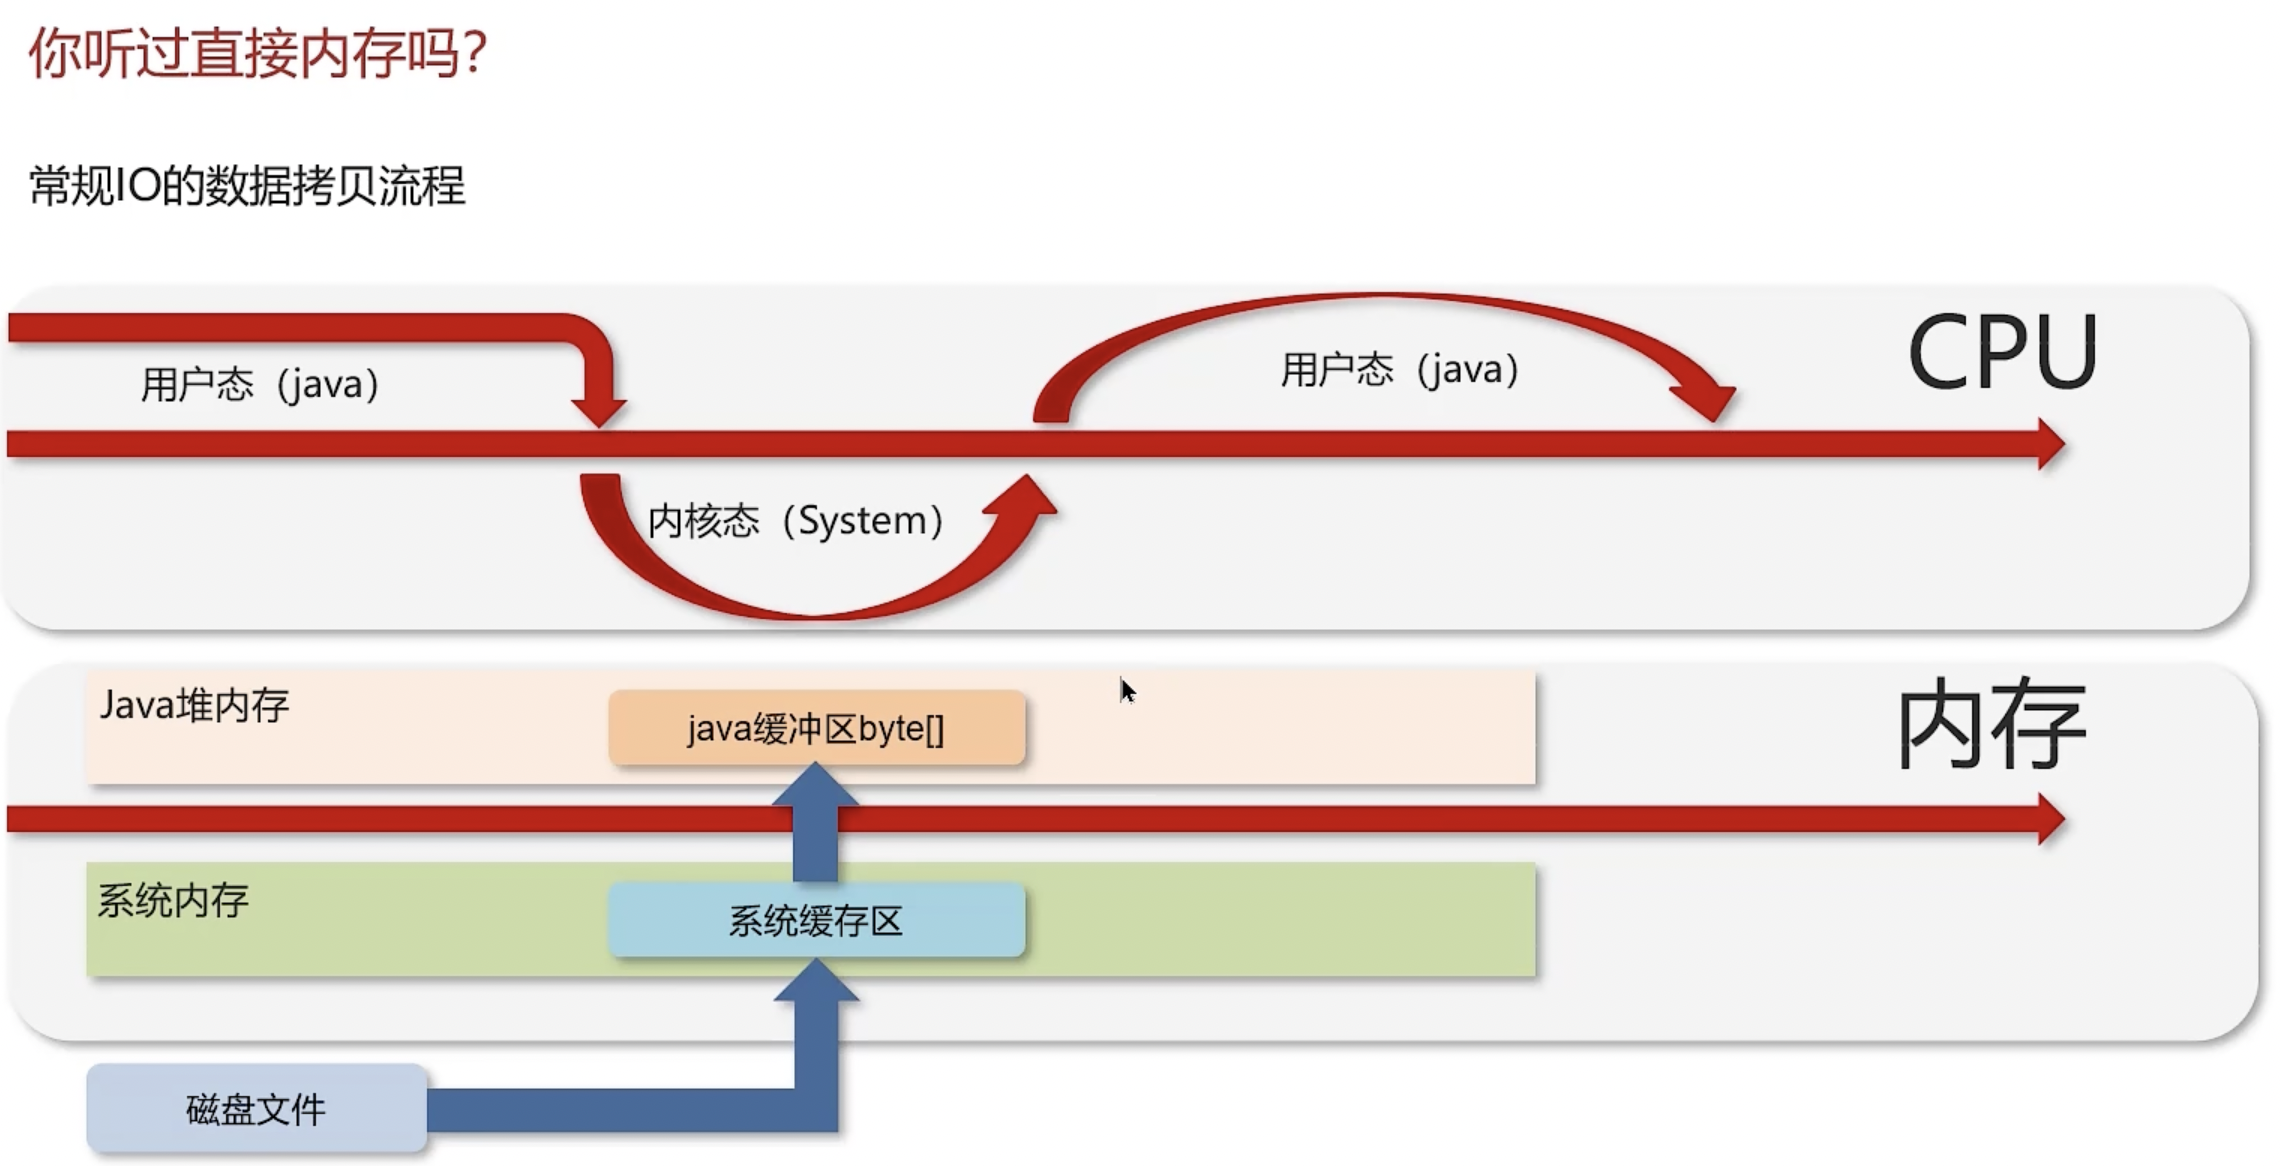 你听过直接内存吗?
常规IO的数据拷贝流程
CPU
用户态（java）
用户态（java）
内核态（System）
Java堆内存
java缓冲区byte[]
内存
系统内存
系统缓存区
磁盘文件